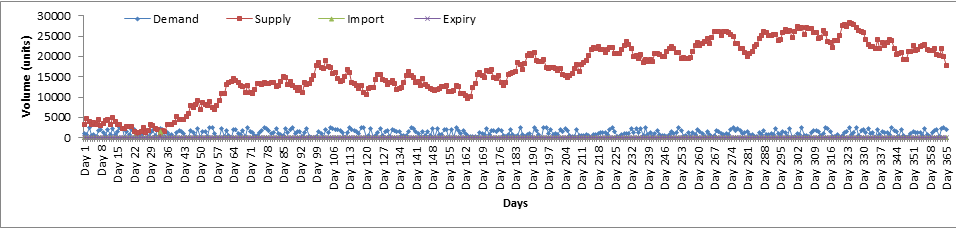 Demand
Supply
Import
Expiry
Volume (units)
30000
25000
20000
15000
10000
5000
0
Day 1
Day 8
Day 15
Day 22
Day 29
Day 36
Day 43
Day 50
Day 57
Day 64
Day 71
Day 78
Day 85
Day 92
Day 99
Day 106
Day 113
Day 120
Day 127
Day 134
Day 141
Day 148
Day 155
Day 162
Day 169
Day 176
Day 183
Day 190
Day 197
Day 204
Day 211
Day 218
Day 225
Day 232
Day 239
Day 246
Day 253
Day 260
Day 267
Day 274
Day 281
Day 288
Day 295
Day 302
Day 309
Day 316
Day 323
Day 330
Day 337
Day 344
Day 351
Day 358
Day 365
Days